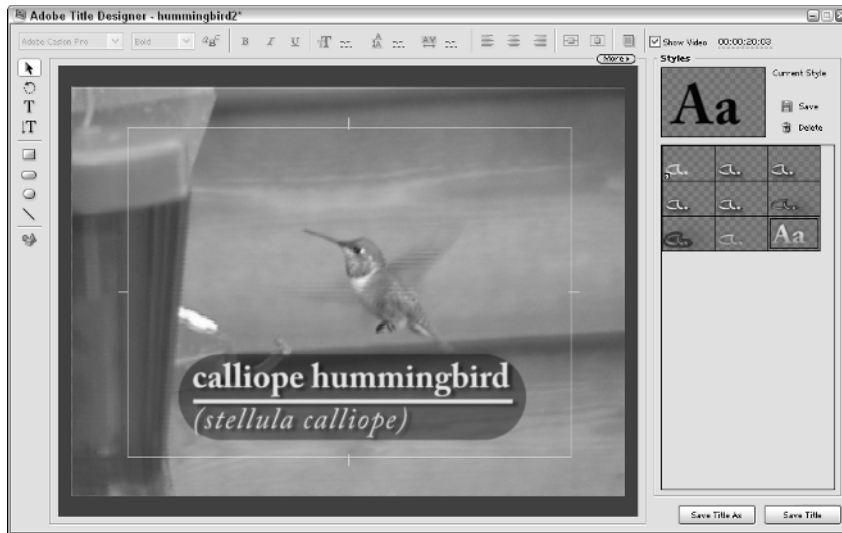 Adobe Title Designer - hummingbird2*
Adobe Caslon Pro
Bold
Show Video 00:00:20:03
More
Styles
Current Style
Aa
Save
Delete
a. a. a.
a. a. a.
a. a. Aa
calliope hummingbird
(stellula calliope)
Save Title As
Save Title